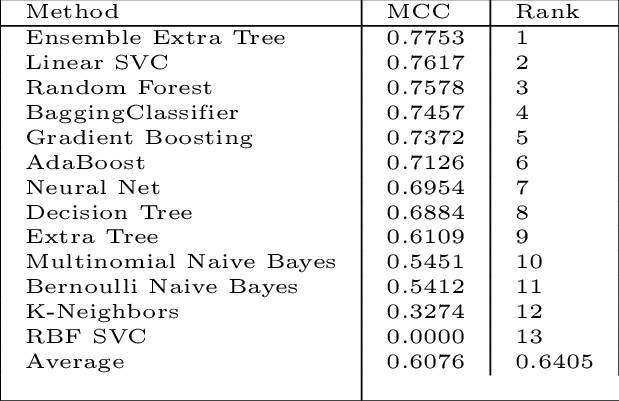 Method MCC Rank
Ensemble Extra Tree 0.7753 1
Linear SVC 0.7617 2
Random Forest 0.7578 3
BaggingClassifier 0.7457 4
Gradient Boosting 0.7372 5
AdaBoost 0.7126 6
Neural Net 0.6954 7
Decision Tree 0.6884 8
Extra Tree 0.6109 9
Multinomial Naive Bayes 0.5451 10
Bernoulli Naive Bayes 0.5412 11
K-Neighbors 0.3274 12
RBF SVC 0.0000 13
Average 0.6076 0.6405